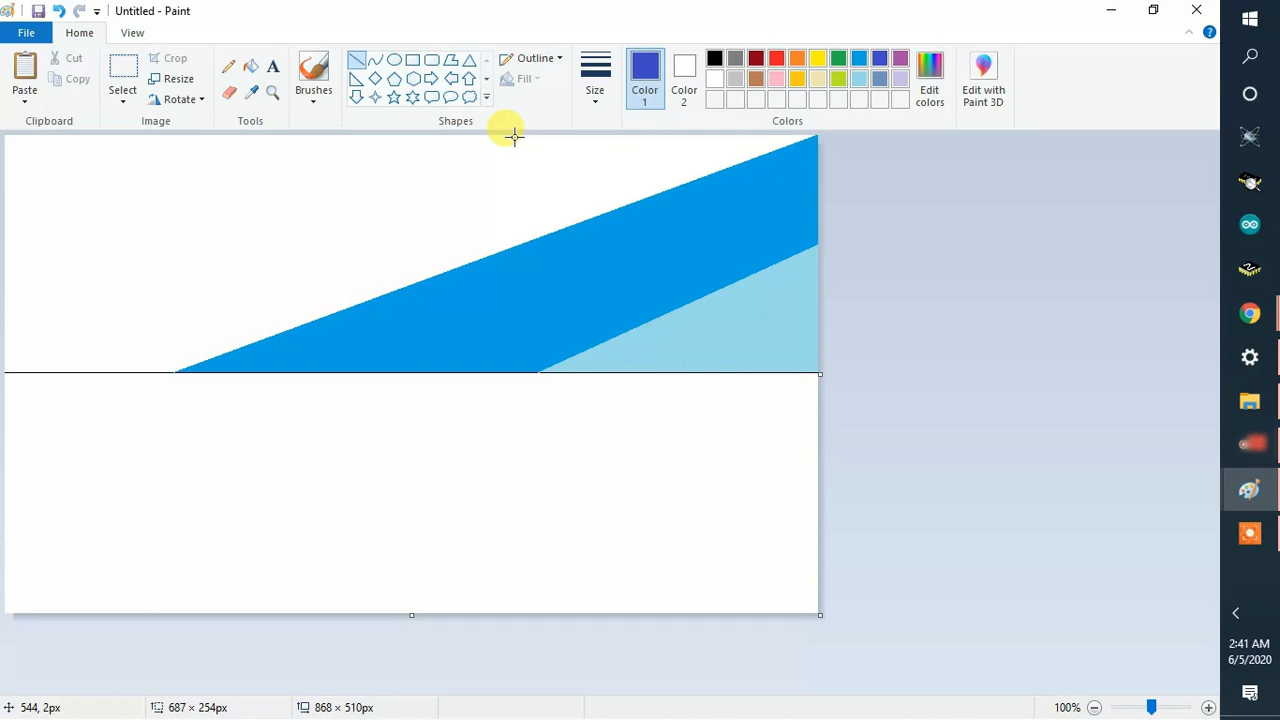 Untitled - Paint
File
Home
View
Paste
Cut
Copy
Clipboard
Select
Crop
Resize
Rotate
Image
A
Tools
Brushes
Shapes
Outline
Fill
Size
Color 1
Color 2
Edit colors
Colors
Edit with Paint 3D
544, 2px
687 × 254px
868 × 510px
100%
2:41 AM
6/5/2020